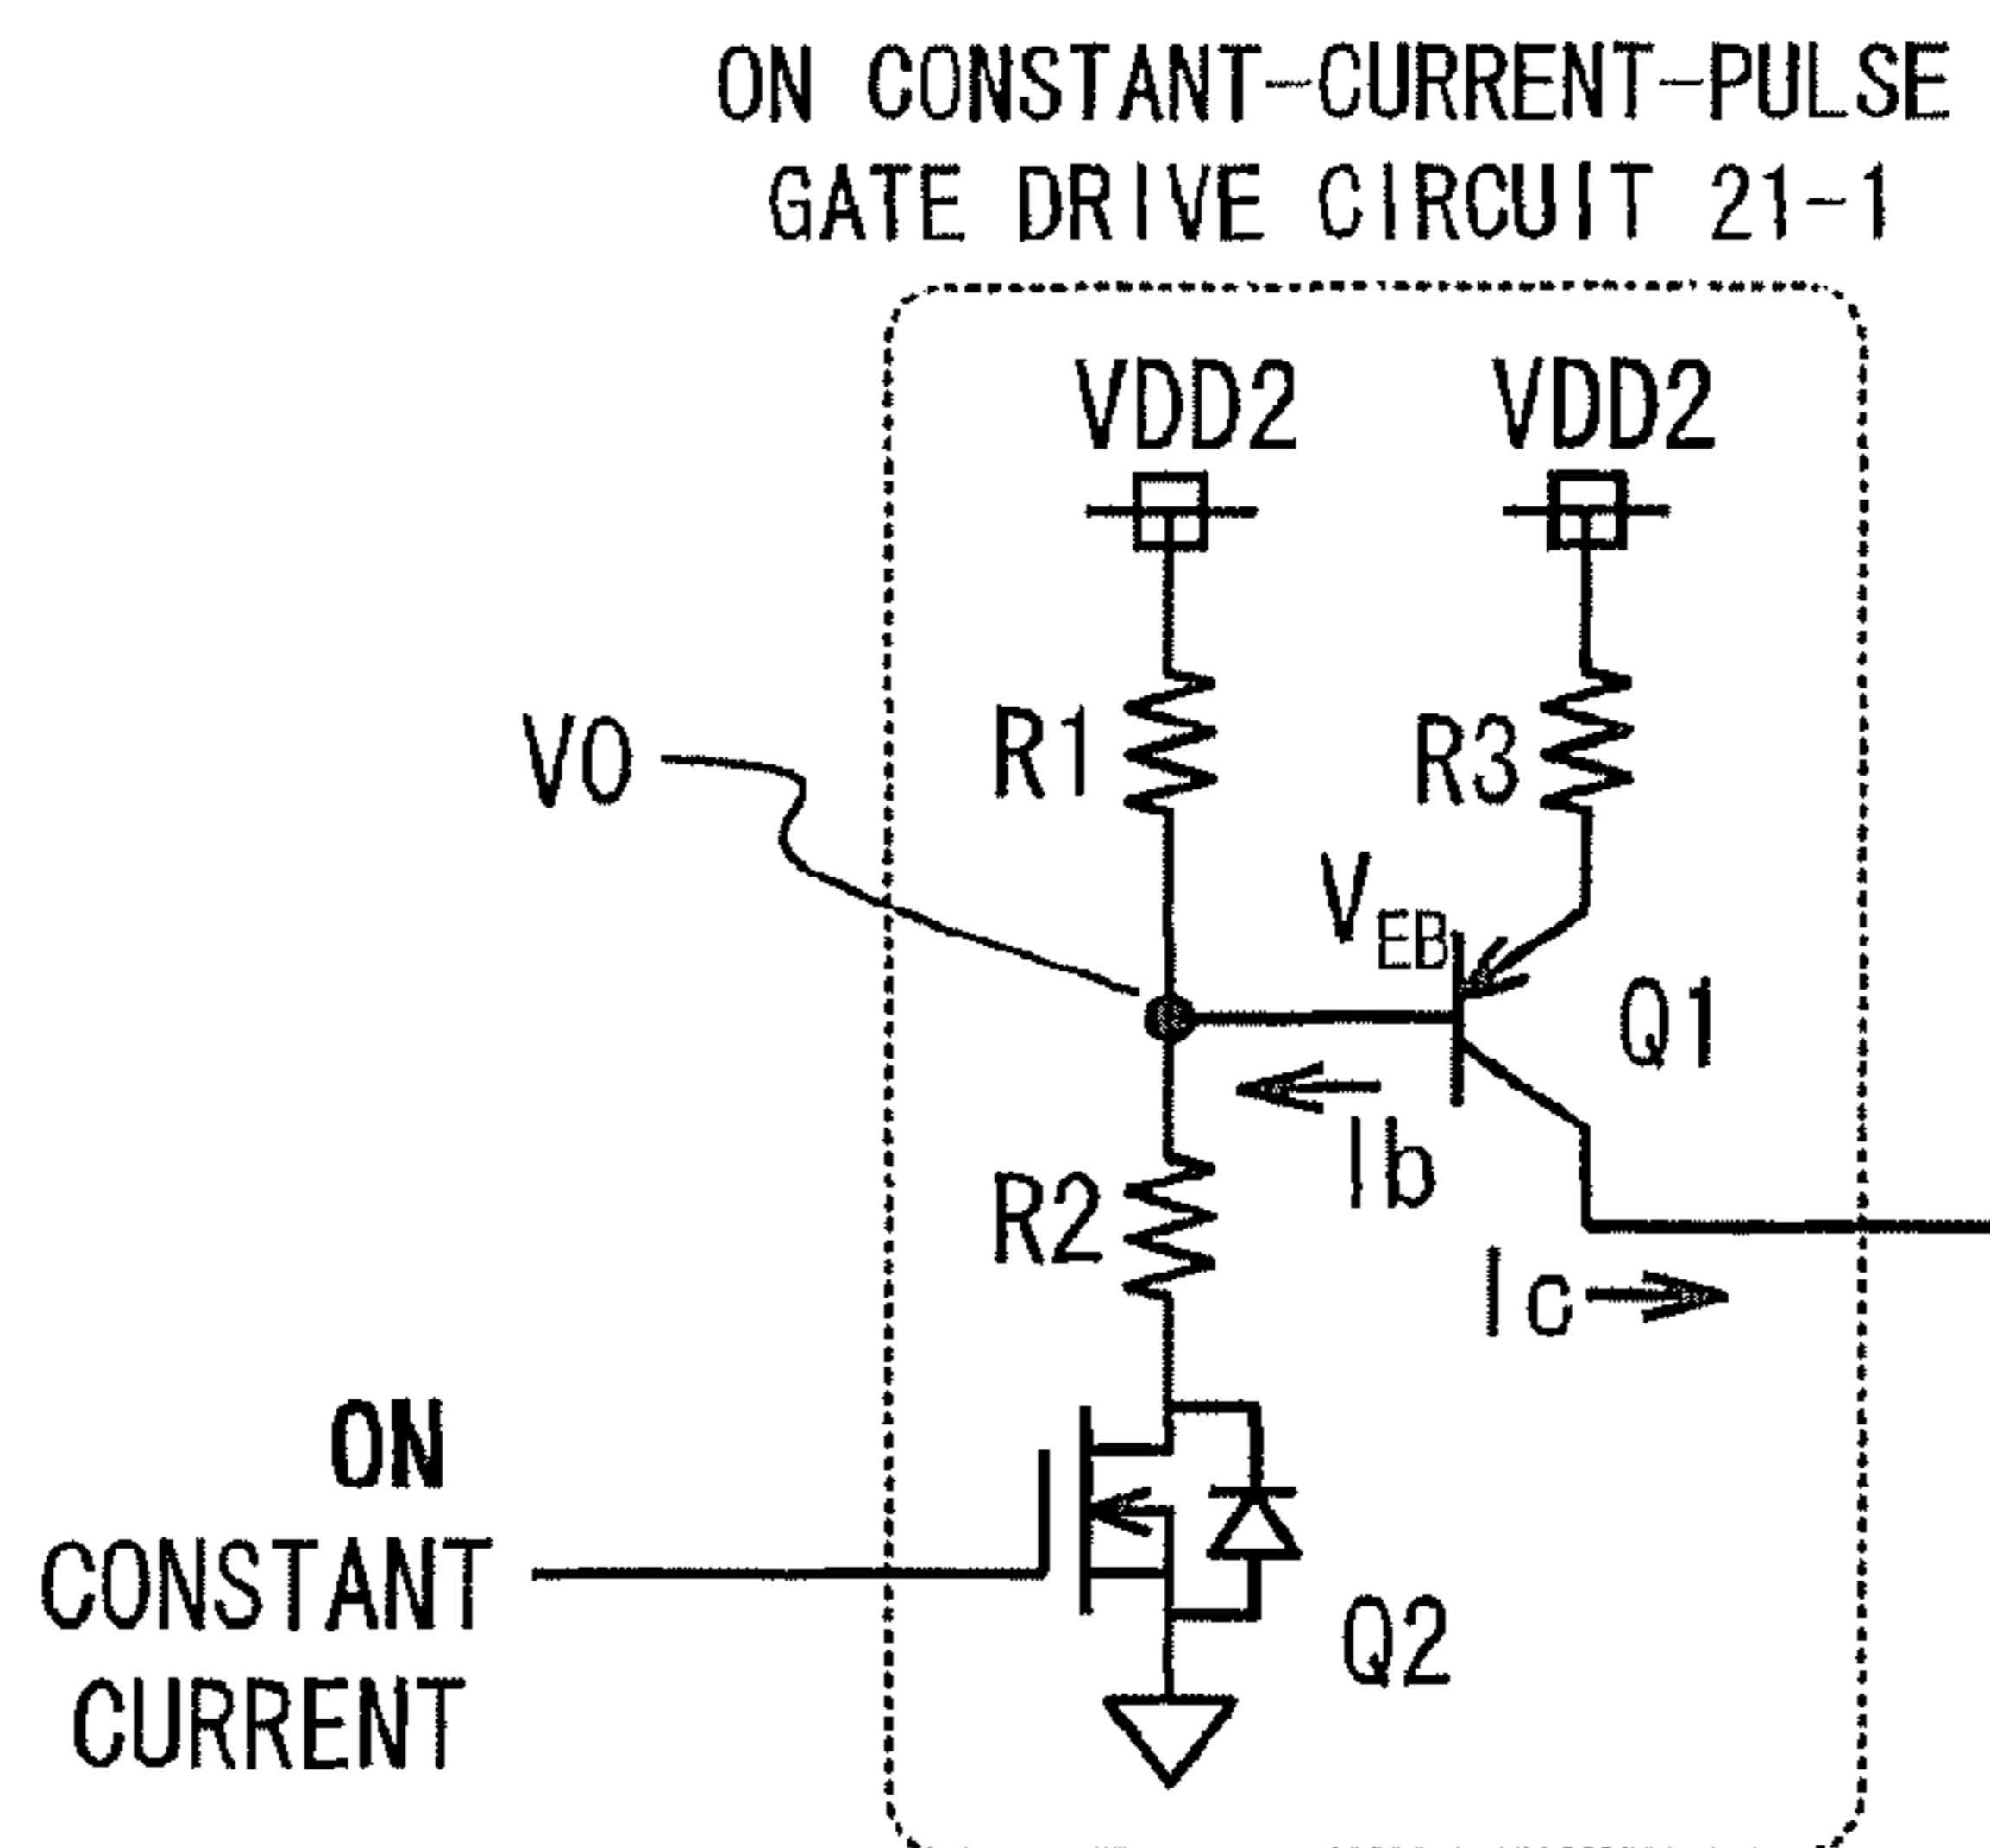 ON CONSTANT-CURRENT-PULSE
GATE DRIVE CIRCUIT 21-1
VDD2 VDD2
V0 R1 R3
VEB
Q1
Ib
R2
Ic
ON
CONSTANT
CURRENT
Q2